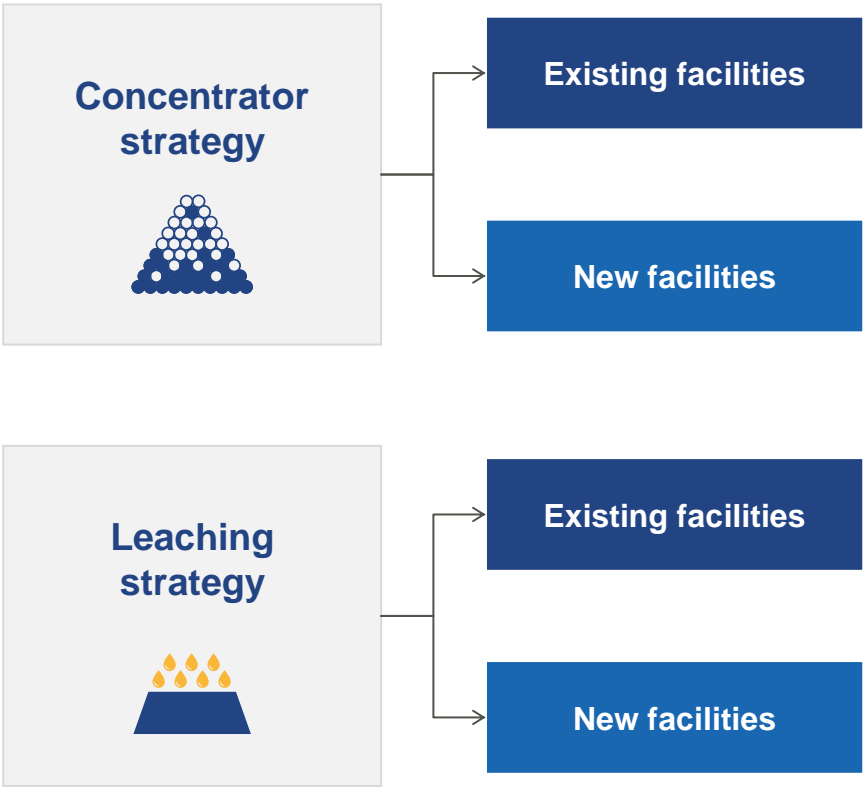 Concentrator
strategy
Existing facilities
New facilities
Leaching
strategy
Existing facilities
New facilities